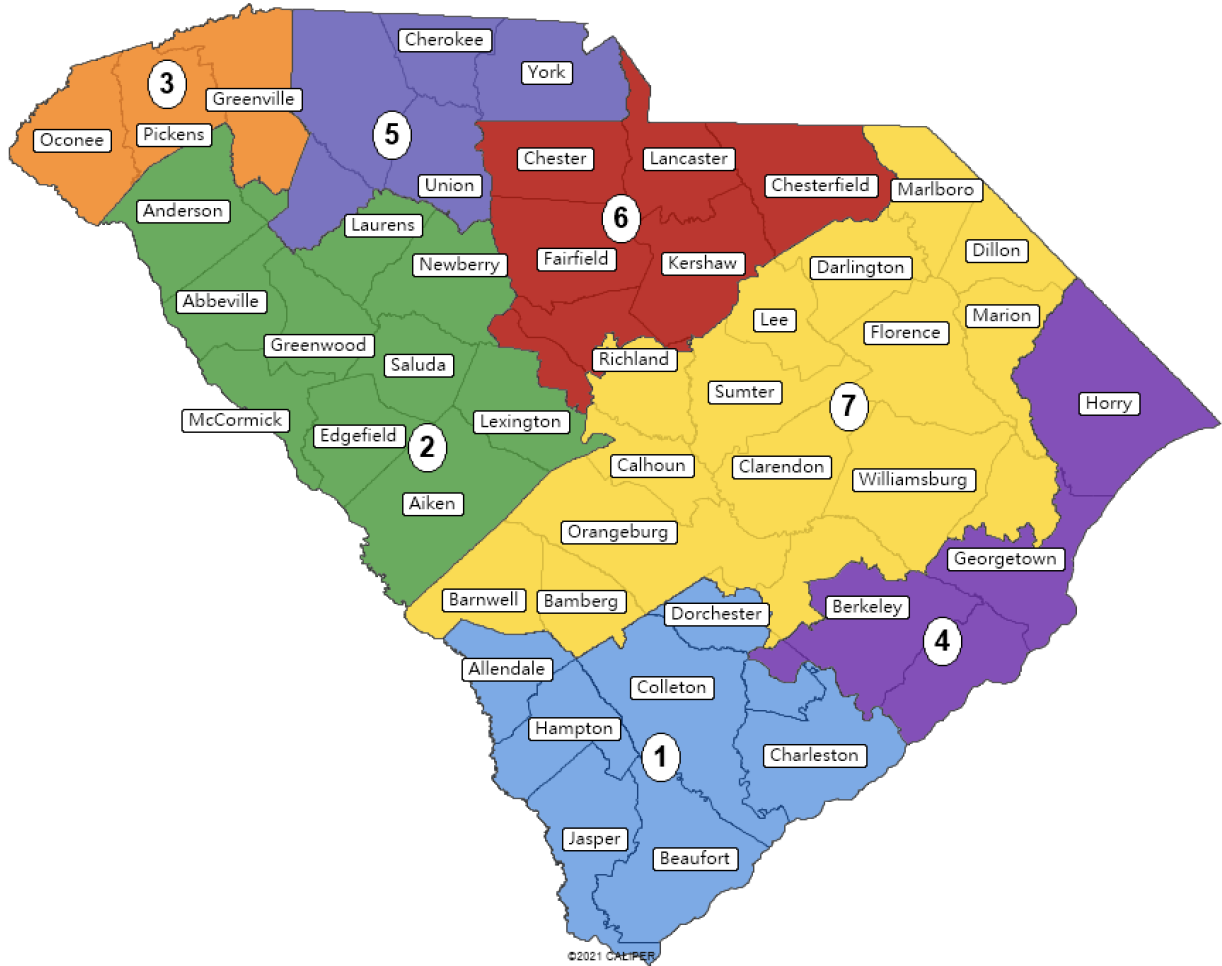 Cherokee
York
3
Greenville
5
Oconee
Pickens
Chester
Lancaster
Union
Chesterfield
Marlboro
Anderson
Laurens
6
Dillon
Newberry
Fairfield
Kershaw
Darlington
Abbeville
Lee
Marion
Florence
Greenwood
Saluda
Richland
Sumter
7
Horry
McCormick
Edgefield
2
Lexington
Calhoun
Clarendon
Williamsburg
Aiken
Orangeburg
Georgetown
Barnwell
Bamberg
Dorchester
Berkeley
4
Allendale
Colleton
Hampton
1
Charleston
Jasper
Beaufort
©2021 CALIPER